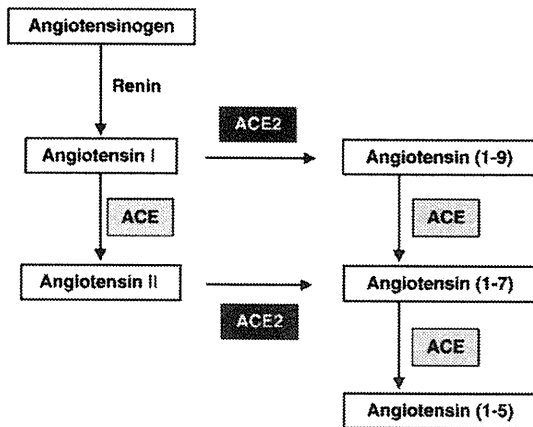 Angiotensinogen
Renin
ACE2
Angiotensin I
Angiotensin (1-9)
ACE
ACE
Angiotensin II
Angiotensin (1-7)
ACE2
ACE
Angiotensin (1-5)